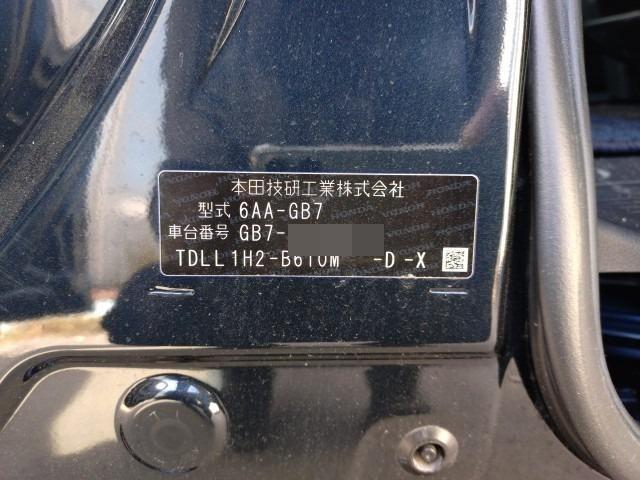 本田技研工業株式会社
型式 6AA-GB7
車台番号 GB7-
TDLL1H2-B610M -D-X